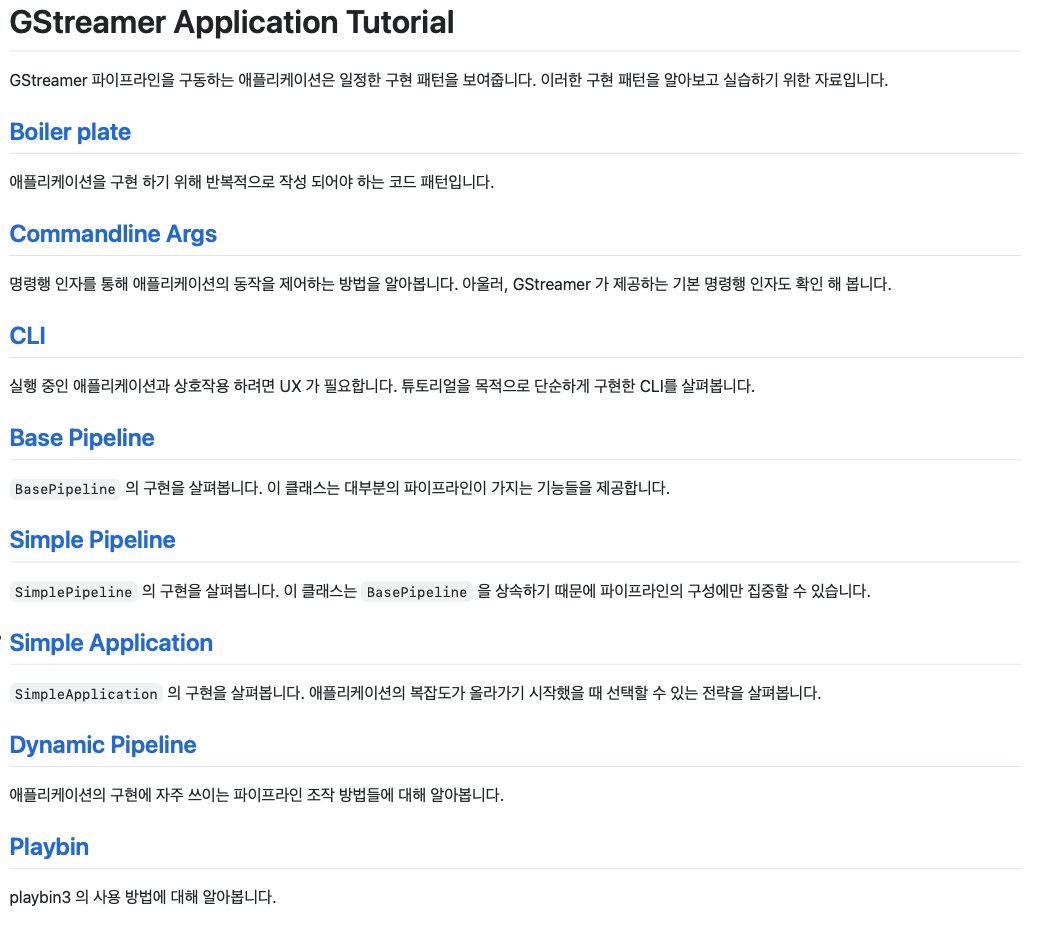 GStreamer Application Tutorial
GStreamer 파이프라인을 구동하는 애플리케이션은 일정한 구현 패턴을 보여줍니다. 이러한 구현 패턴을 알아보고 실습하기 위한 자료입니다.
Boiler plate
애플리케이션을 구현 하기 위해 반복적으로 작성 되어야 하는 코드 패턴입니다.
Commandline Args
명령행 인자를 통해 애플리케이션의 동작을 제어하는 방법을 알아봅니다. 아울러, GStreamer 가 제공하는 기본 명령행 인자도 확인 해 봅니다.
CLI
실행 중인 애플리케이션과 상호작용 하려면 UX 가 필요합니다. 튜토리얼을 목적으로 단순하게 구현한 CLI를 살펴봅니다.
Base Pipeline
BasePipeline 의 구현을 살펴봅니다. 이 클래스는 대부분의 파이프라인이 가지는 기능들을 제공합니다.
Simple Pipeline
SimplePipeline 의 구현을 살펴봅니다. 이 클래스는 BasePipeline 을 상속하기 때문에 파이프라인의 구성에만 집중할 수 있습니다.
Simple Application
SimpleApplication 의 구현을 살펴봅니다. 애플리케이션의 복잡도가 올라가기 시작했을 때 선택할 수 있는 전략을 살펴봅니다.
Dynamic Pipeline
애플리케이션의 구현에 자주 쓰이는 파이프라인 조작 방법들에 대해 알아봅니다.
Playbin
playbin3 의 사용 방법에 대해 알아봅니다.